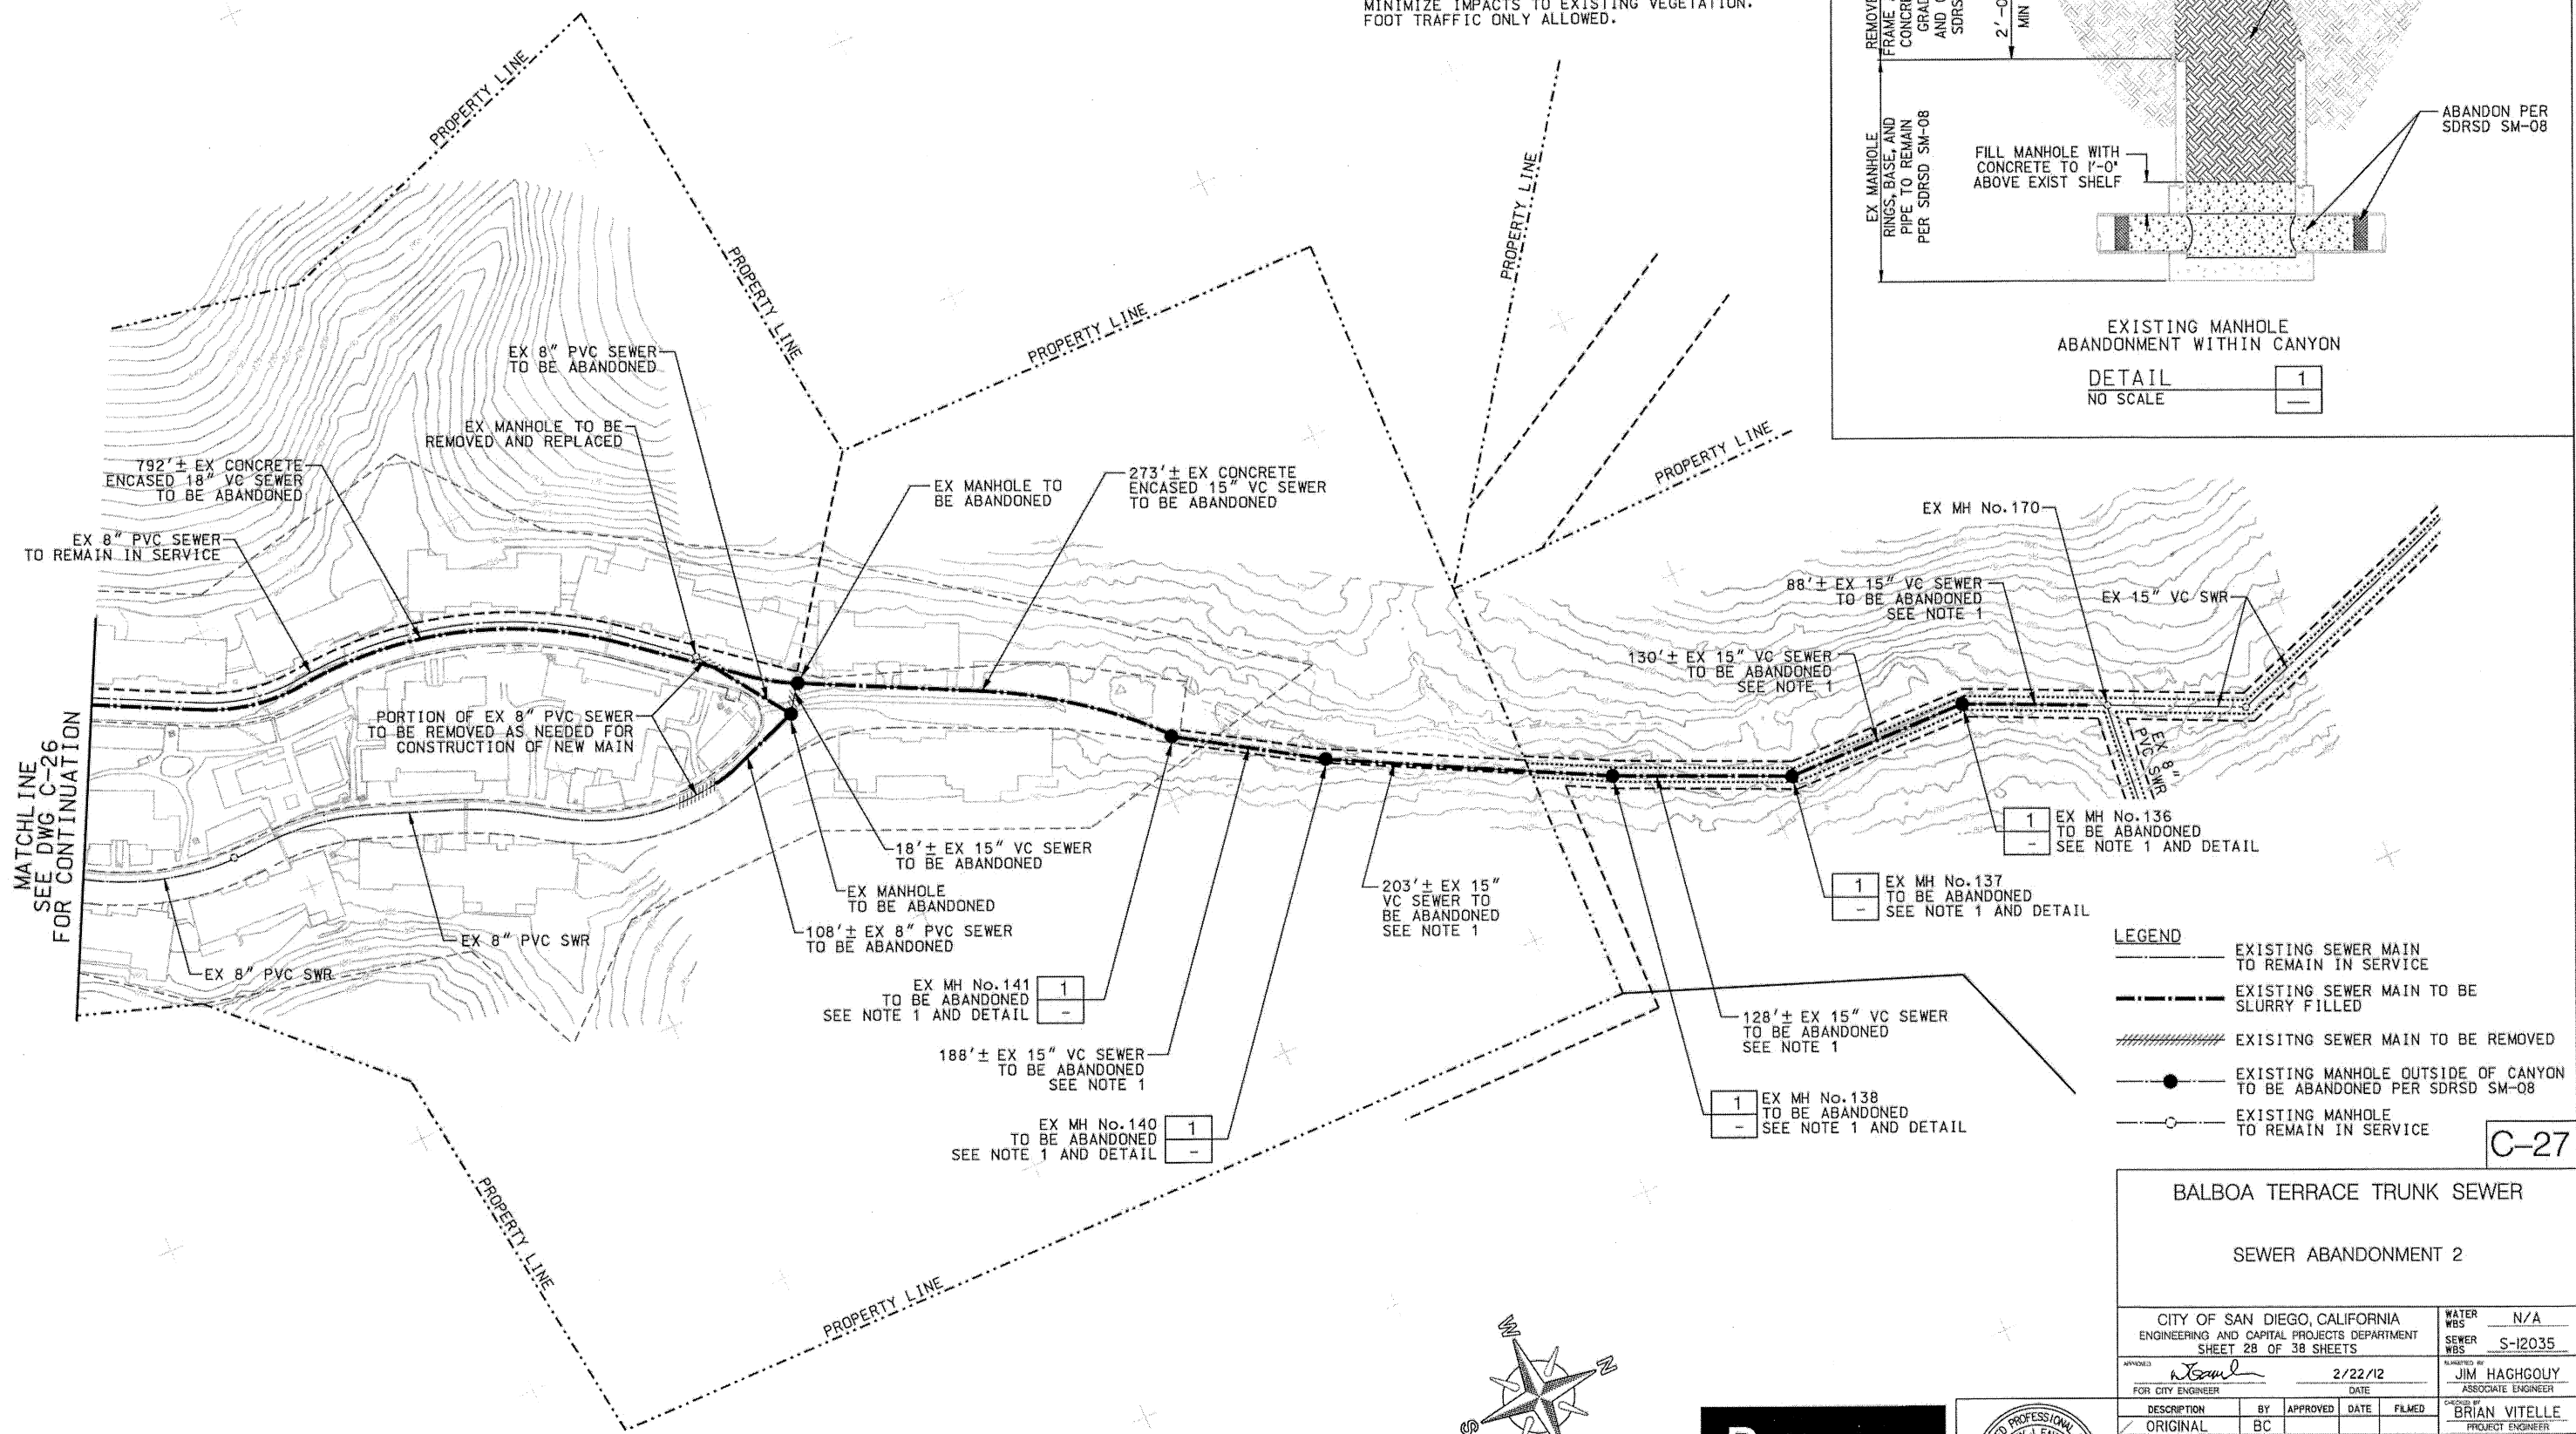 MINIMIZE IMPACTS TO EXISTING VEGETATION.
FOOT TRAFFIC ONLY ALLOWED.
2'-0
MIN
EX MANHOLE
RINGS, BASE, AND
PIPE TO REMAIN
PER SDRSD SM-08
FILL MANHOLE WITH
CONCRETE TO 1'-0"
ABOVE EXIST SHELF
ABANDON PER
SDRSD SM-08
EXISTING MANHOLE
ABANDONMENT WITHIN CANYON
DETAIL 1
NO SCALE —
PROPERTY LINE
PROPERTY LINE
PROPERTY LINE
PROPERTY LINE
PROPERTY LINE
EX 8" PVC SEWER
TO BE ABANDONED
EX MANHOLE TO BE
REMOVED AND REPLACED
792'± EX CONCRETE
ENCASED 18" VC SEWER
TO BE ABANDONED
EX 8" PVC SEWER
TO REMAIN IN SERVICE
EX MANHOLE TO
BE ABANDONED
273'± EX CONCRETE
ENCASED 15" VC SEWER
TO BE ABANDONED
EX MH No.170
88'± EX 15" VC SEWER
TO BE ABANDONED
SEE NOTE 1
EX 15" VC SWR
130'± EX 15" VC SEWER
TO BE ABANDONED
SEE NOTE 1
PORTION OF EX 8" PVC SEWER
TO BE REMOVED AS NEEDED FOR
CONSTRUCTION OF NEW MAIN
EX 8"
PVC SWR
MATCHLINE
SEE DWG C-26
FOR CONTINUATION
18'± EX 15" VC SEWER
TO BE ABANDONED
EX MANHOLE
TO BE ABANDONED
108'± EX 8" PVC SEWER
TO BE ABANDONED
EX 8" PVC SWR
EX 8" PVC SWR
203'± EX 15"
VC SEWER TO
BE ABANDONED
SEE NOTE 1
1 EX MH No.136
TO BE ABANDONED
- SEE NOTE 1 AND DETAIL
1 EX MH No.137
TO BE ABANDONED
- SEE NOTE 1 AND DETAIL
EX MH No.141 1
TO BE ABANDONED
SEE NOTE 1 AND DETAIL -
188'± EX 15" VC SEWER
TO BE ABANDONED
SEE NOTE 1
128'± EX 15" VC SEWER
TO BE ABANDONED
SEE NOTE 1
EX MH No.140 1
TO BE ABANDONED
SEE NOTE 1 AND DETAIL -
1 EX MH No.138
TO BE ABANDONED
- SEE NOTE 1 AND DETAIL
PROPERTY LINE
PROPERTY LINE
LEGEND
EXISTING SEWER MAIN
TO REMAIN IN SERVICE
EXISTING SEWER MAIN TO BE
SLURRY FILLED
EXISITNG SEWER MAIN TO BE REMOVED
EXISTING MANHOLE OUTSIDE OF CANYON
TO BE ABANDONED PER SDRSD SM-08
EXISTING MANHOLE
TO REMAIN IN SERVICE
C-27
BALBOA TERRACE TRUNK SEWER
SEWER ABANDONMENT 2
CITY OF SAN DIEGO, CALIFORNIA
ENGINEERING AND CAPITAL PROJECTS DEPARTMENT
SHEET 28 OF 38 SHEETS
WATER WBS N/A
SEWER WBS S-12035
APPROVED
2/22/12
FOR CITY ENGINEER DATE
SUBMITTED BY
JIM HAGHGOUY
ASSOCIATE ENGINEER
CHECKED BY
BRIAN VITELLE
PROJECT ENGINEER
DESCRIPTION BY APPROVED DATE FILMED
ORIGINAL BC
W
N
S
PROFESSIONAL